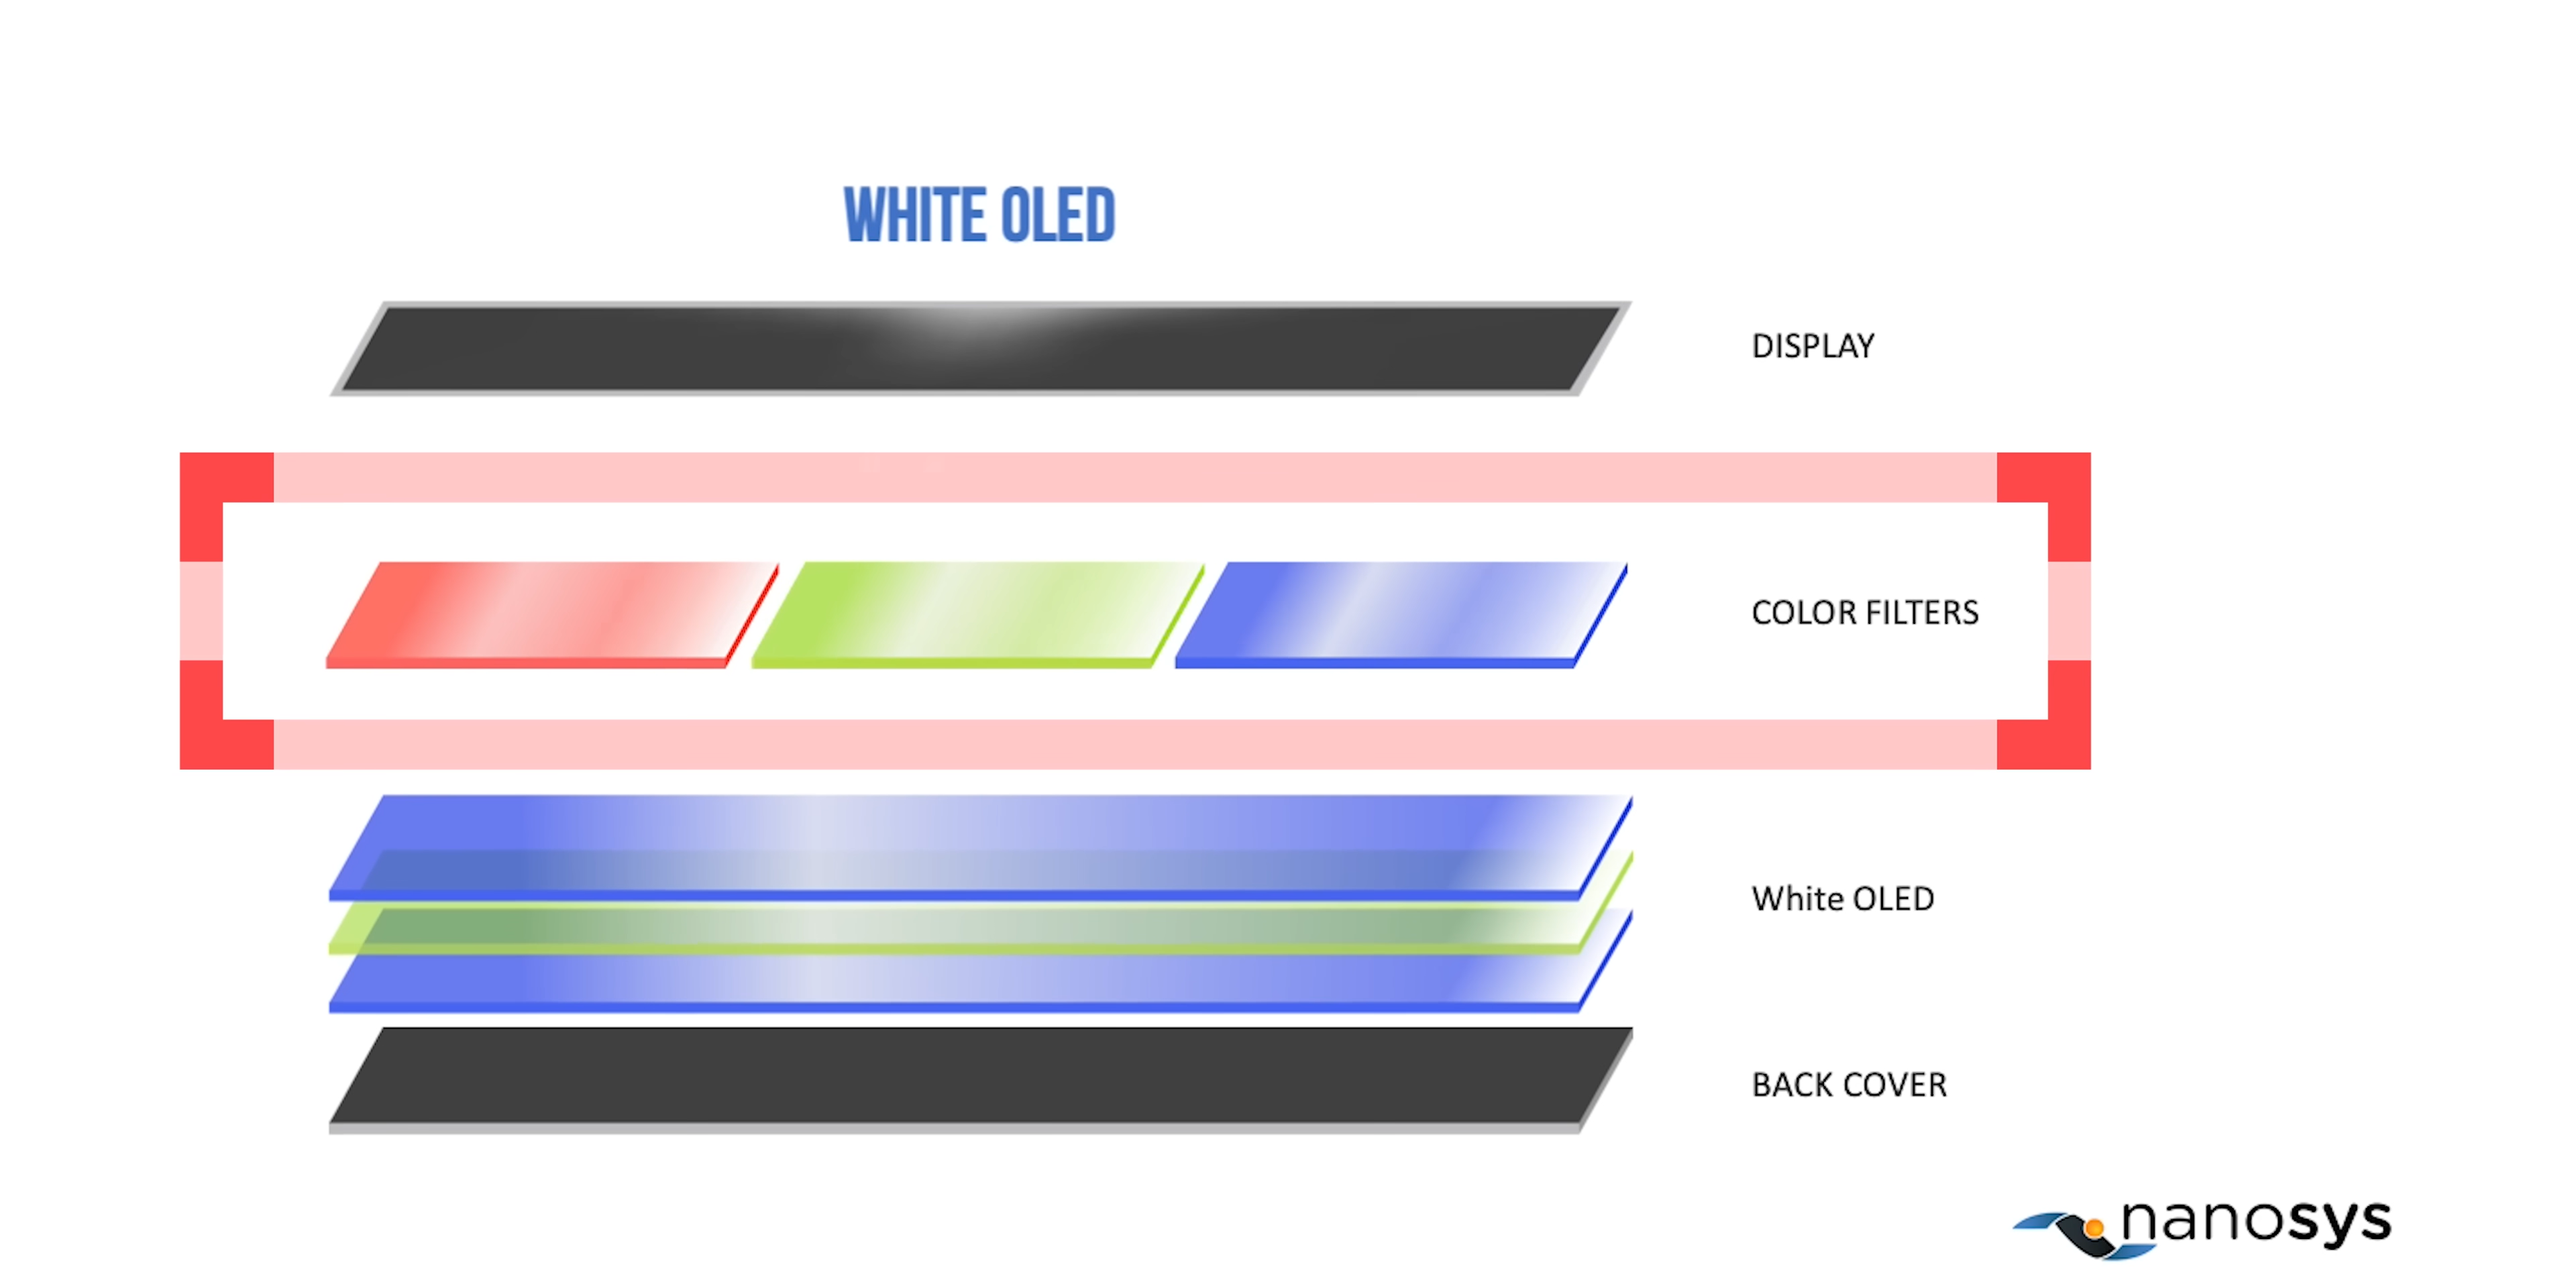 WHITE OLED
DISPLAY
COLOR FILTERS
White OLED
BACK COVER
nanosys